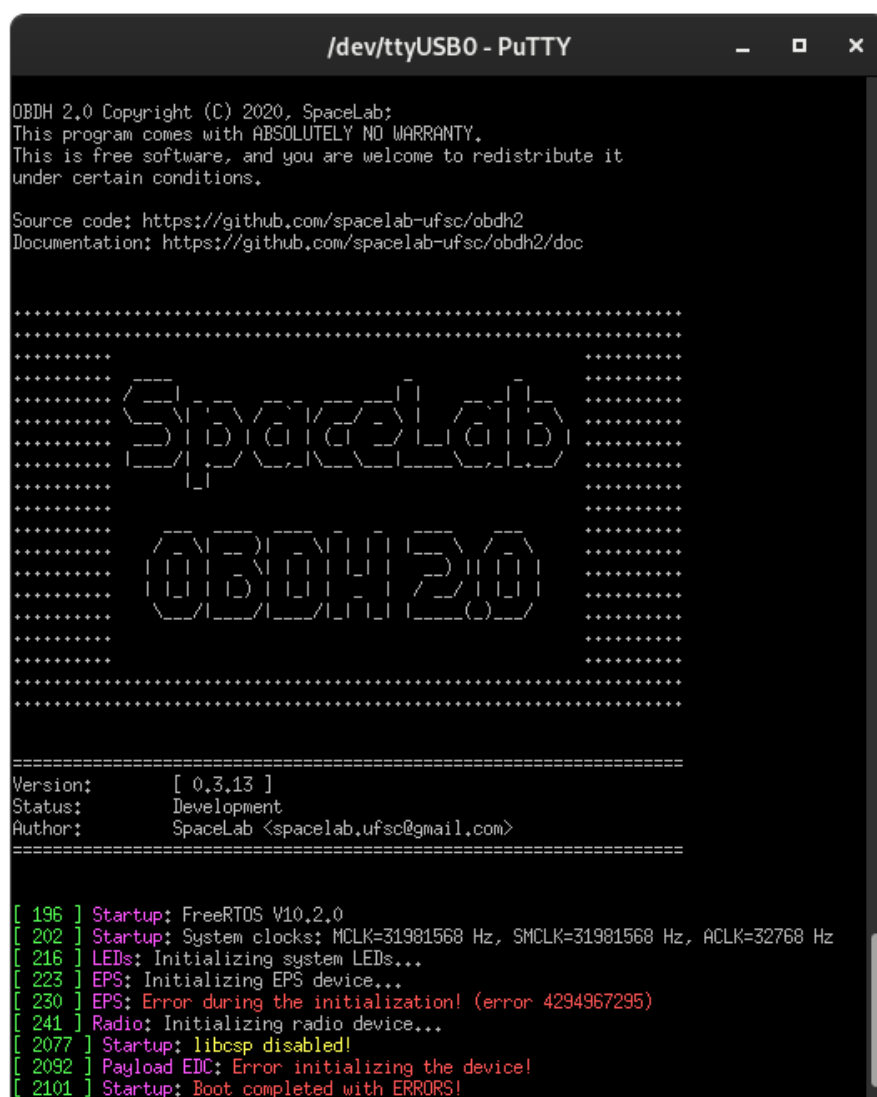 /dev/ttyUSB0 - PuTTY
OBDH 2.0 Copyright (C) 2020, SpaceLab;
This program comes with ABSOLUTELY NO WARRANTY.
This is free software, and you are welcome to redistribute it
under certain conditions.
Source code: https://github.com/spacelab-ufsc/obdh2
Documentation: https://github.com/spacelab-ufsc/obdh2/doc
SpaceLab
OBDH 2.0
Version: [ 0.3.13 ]
Status: Development
Author: SpaceLab <spacelab.ufsc@gmail.com>
[ 196 ] Startup: FreeRTOS V10.2.0
[ 202 ] Startup: System clocks: MCLK=31981568 Hz, SMCLK=31981568 Hz, ACLK=32768 Hz
[ 216 ] LEDs: Initializing system LEDs...
[ 223 ] EPS: Initializing EPS device...
[ 230 ] EPS: Error during the initialization! (error 4294967295)
[ 241 ] Radio: Initializing radio device...
[ 2077 ] Startup: libcsp disabled!
[ 2092 ] Payload EDC: Error initializing the device!
[ 2101 ] Startup: Boot completed with ERRORS!